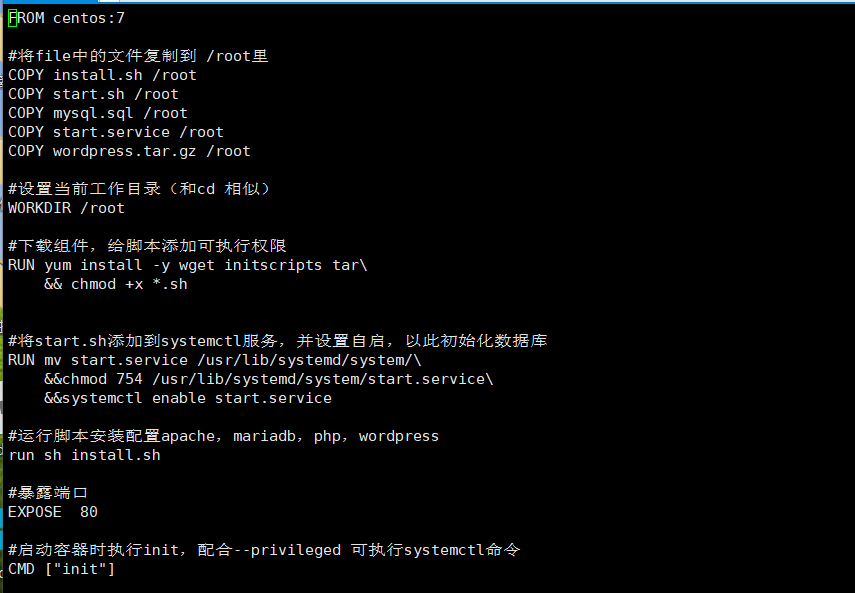 FROM centos:7
#将file中的文件复制到 /root里
COPY install.sh /root
COPY start.sh /root
COPY mysql.sql /root
COPY start.service /root
COPY wordpress.tar.gz /root
#设置当前工作目录（和cd 相似）
WORKDIR /root
#下载组件，给脚本添加可执行权限
RUN yum install -y wget initscripts tar\
    && chmod +x *.sh
#将start.sh添加到systemctl服务，并设置自启，以此初始化数据库
RUN mv start.service /usr/lib/systemd/system/\
    &&chmod 754 /usr/lib/systemd/system/start.service\
    &&systemctl enable start.service
#运行脚本安装配置apache，mariadb，php，wordpress
run sh install.sh
#暴露端口
EXPOSE  80
#启动容器时执行init，配合--privileged 可执行systemctl命令
CMD ["init"]